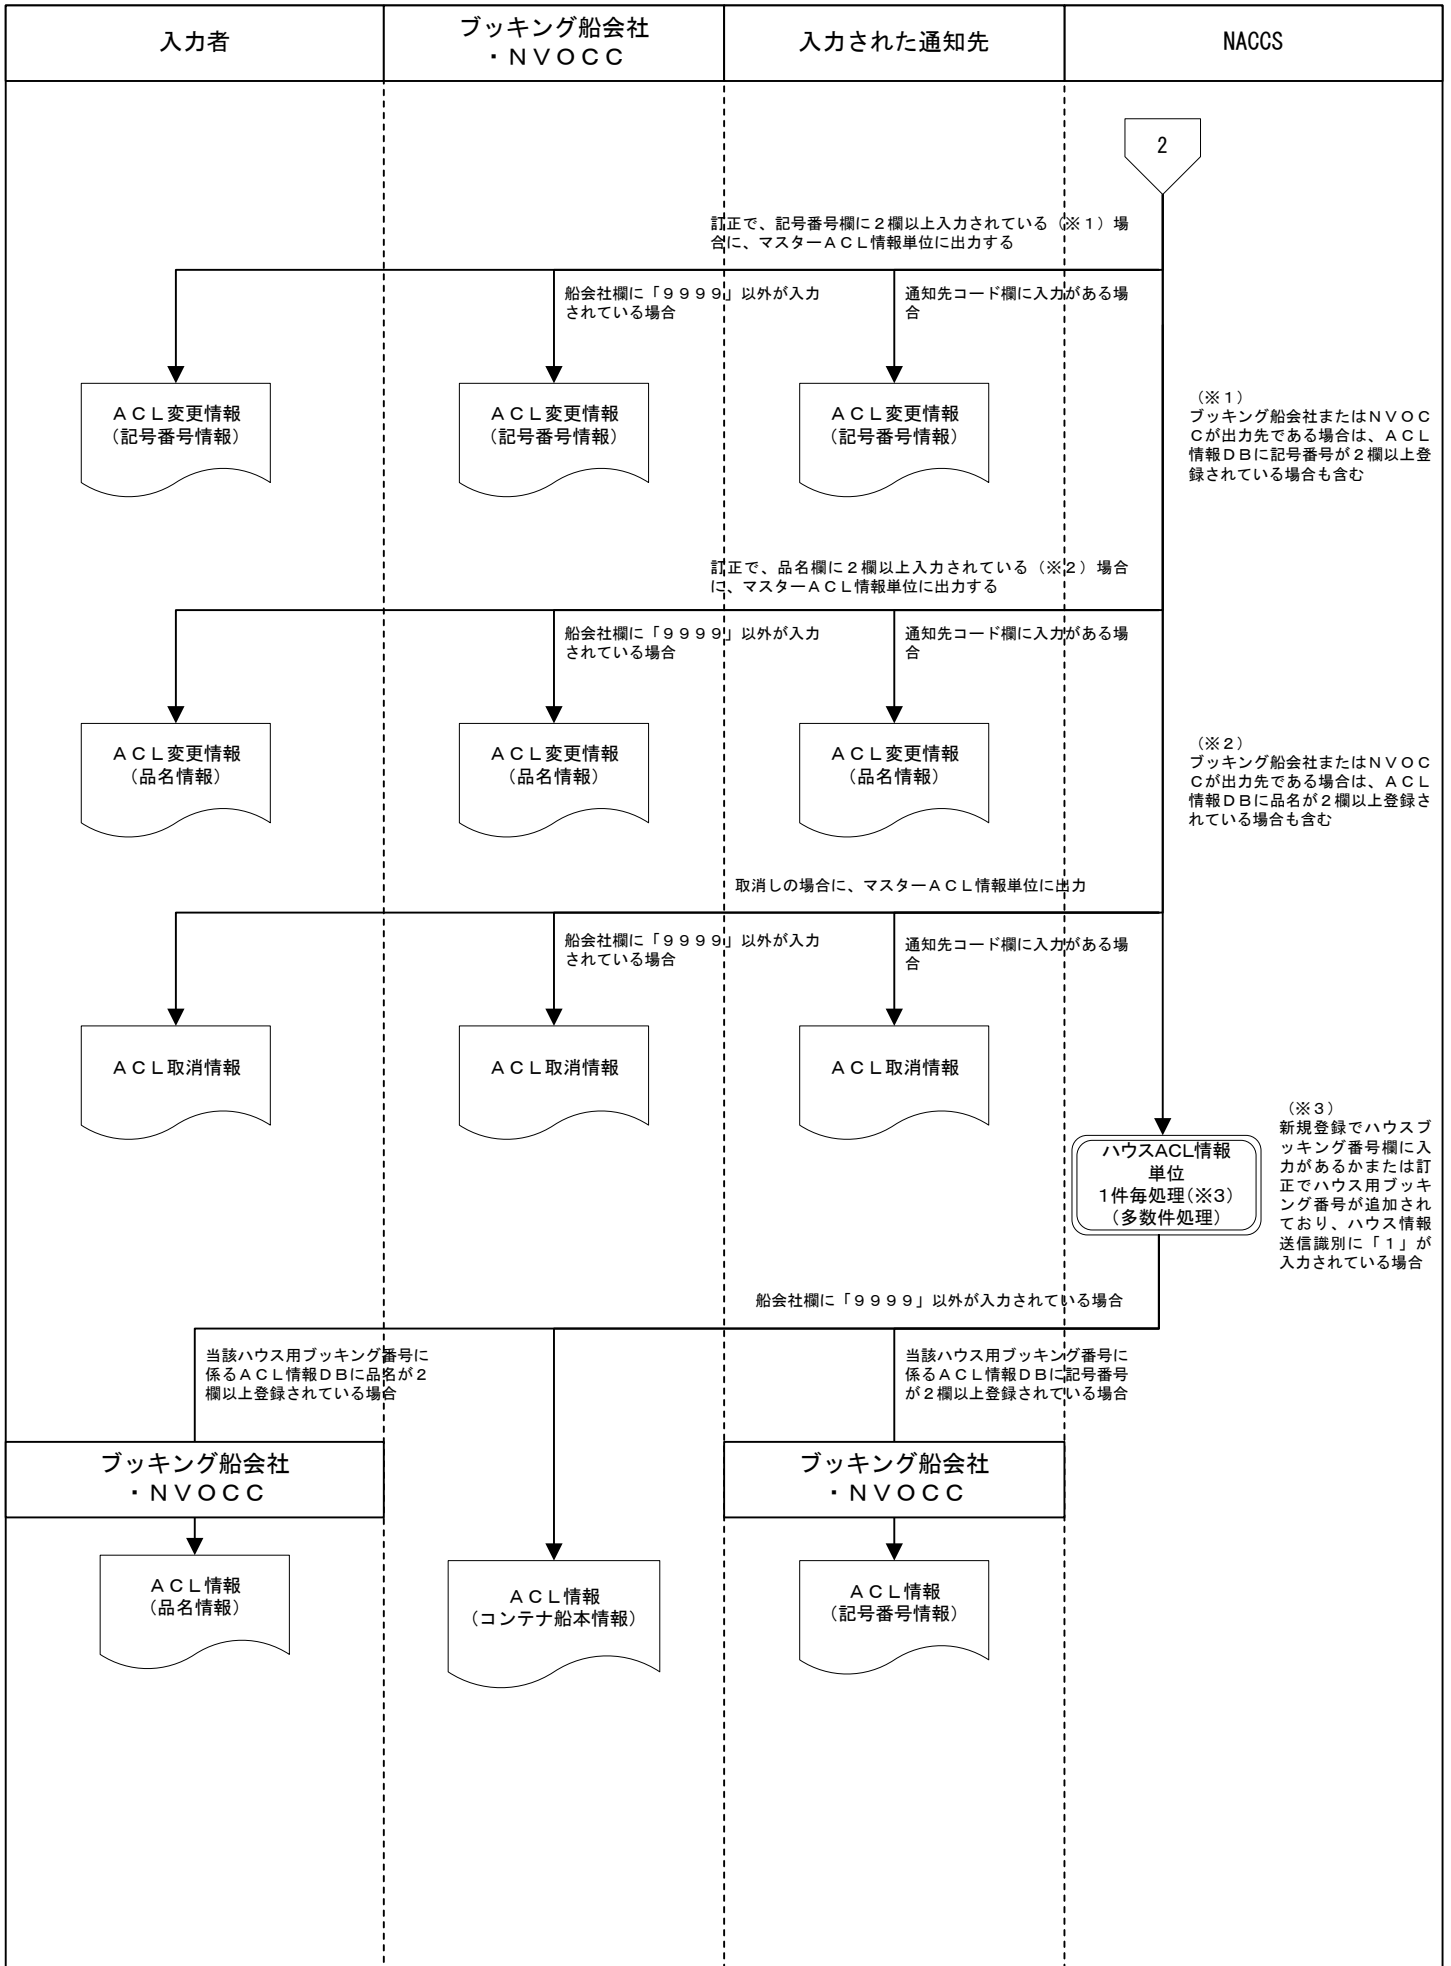 入力者
ブッキング船会社
・ＮＶＯＣＣ
入力された通知先
NACCS
2
訂正で、記号番号欄に２欄以上入力されている（※１）場
合に、マスターＡＣＬ情報単位に出力する
船会社欄に「９９９９」以外が入力
されている場合
通知先コード欄に入力がある場
合
ＡＣＬ変更情報
（記号番号情報）
ＡＣＬ変更情報
（記号番号情報）
ＡＣＬ変更情報
（記号番号情報）
（※１）
ブッキング船会社またはＮＶＯＣ
Ｃが出力先である場合は、ＡＣＬ
情報ＤＢに記号番号が２欄以上登
録されている場合も含む
訂正で、品名欄に２欄以上入力されている（※２）場合
に、マスターＡＣＬ情報単位に出力する
船会社欄に「９９９９」以外が入力
されている場合
通知先コード欄に入力がある場
合
ＡＣＬ変更情報
（品名情報）
ＡＣＬ変更情報
（品名情報）
ＡＣＬ変更情報
（品名情報）
（※２）
ブッキング船会社またはＮＶＯＣ
Ｃが出力先である場合は、ＡＣＬ
情報ＤＢに品名が２欄以上登録さ
れている場合も含む
取消しの場合に、マスターＡＣＬ情報単位に出力
船会社欄に「９９９９」以外が入力
されている場合
通知先コード欄に入力がある場
合
ＡＣＬ取消情報
ＡＣＬ取消情報
ＡＣＬ取消情報
ハウスACL情報
単位
1件毎処理(※3)
（多数件処理）
（※３）
新規登録でハウスブ
ッキング番号欄に入
力があるかまたは訂
正でハウス用ブッキ
ング番号が追加され
ており、ハウス情報
送信識別に「１」が
入力されている場合
船会社欄に「９９９９」以外が入力されている場合
当該ハウス用ブッキング番号に
係るＡＣＬ情報ＤＢに品名が２
欄以上登録されている場合
当該ハウス用ブッキング番号に
係るＡＣＬ情報ＤＢに記号番号
が２欄以上登録されている場合
ブッキング船会社
・ＮＶＯＣＣ
ブッキング船会社
・ＮＶＯＣＣ
ＡＣＬ情報
（品名情報）
ＡＣＬ情報
（コンテナ船本情報）
ＡＣＬ情報
（記号番号情報）